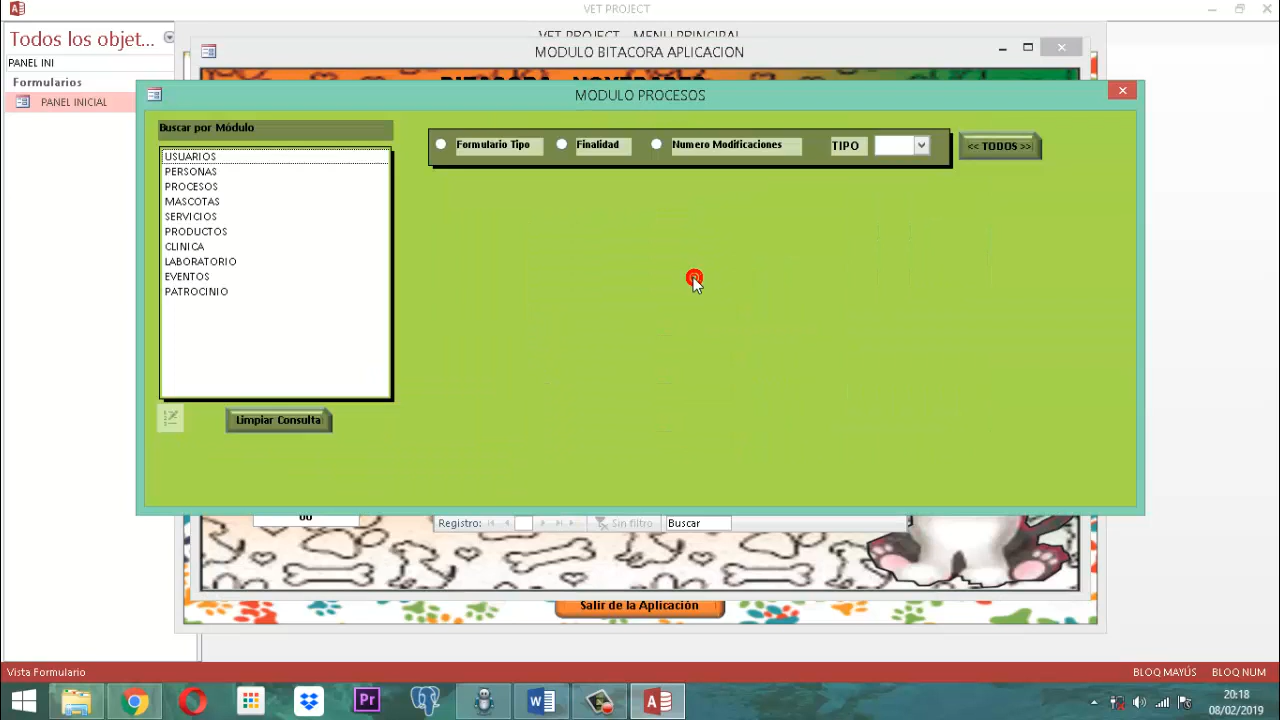 VET PROJECT
Todos los objet...
PANEL INI
Formularios
PANEL INICIAL
VET PROJECT - MENU PRINCIPAL
MODULO BITACORA APLICACION
MODULO PROCESOS
Buscar por Módulo
USUARIOS
PERSONAS
PROCESOS
MASCOTAS
SERVICIOS
PRODUCTOS
CLINICA
LABORATORIO
EVENTOS
PATROCINIO
Limpiar Consulta
Formulario Tipo
Finalidad
Numero Modificaciones
TIPO
<< TODOS >>
Registro:
Sin filtro
Buscar
Salir de la Aplicación
Vista Formulario
BLOQ MAYÚS
BLOQ NUM
Pr
20:18
08/02/2019